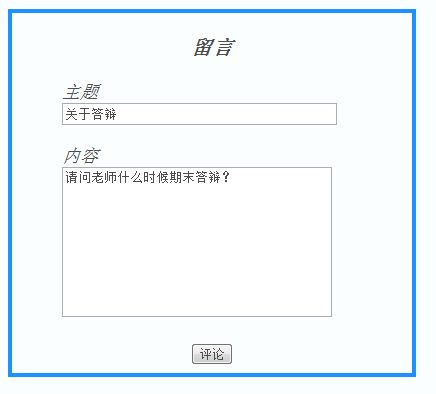 留言
主题
关于答辩
内容
请问老师什么时候期末答辩？
评论